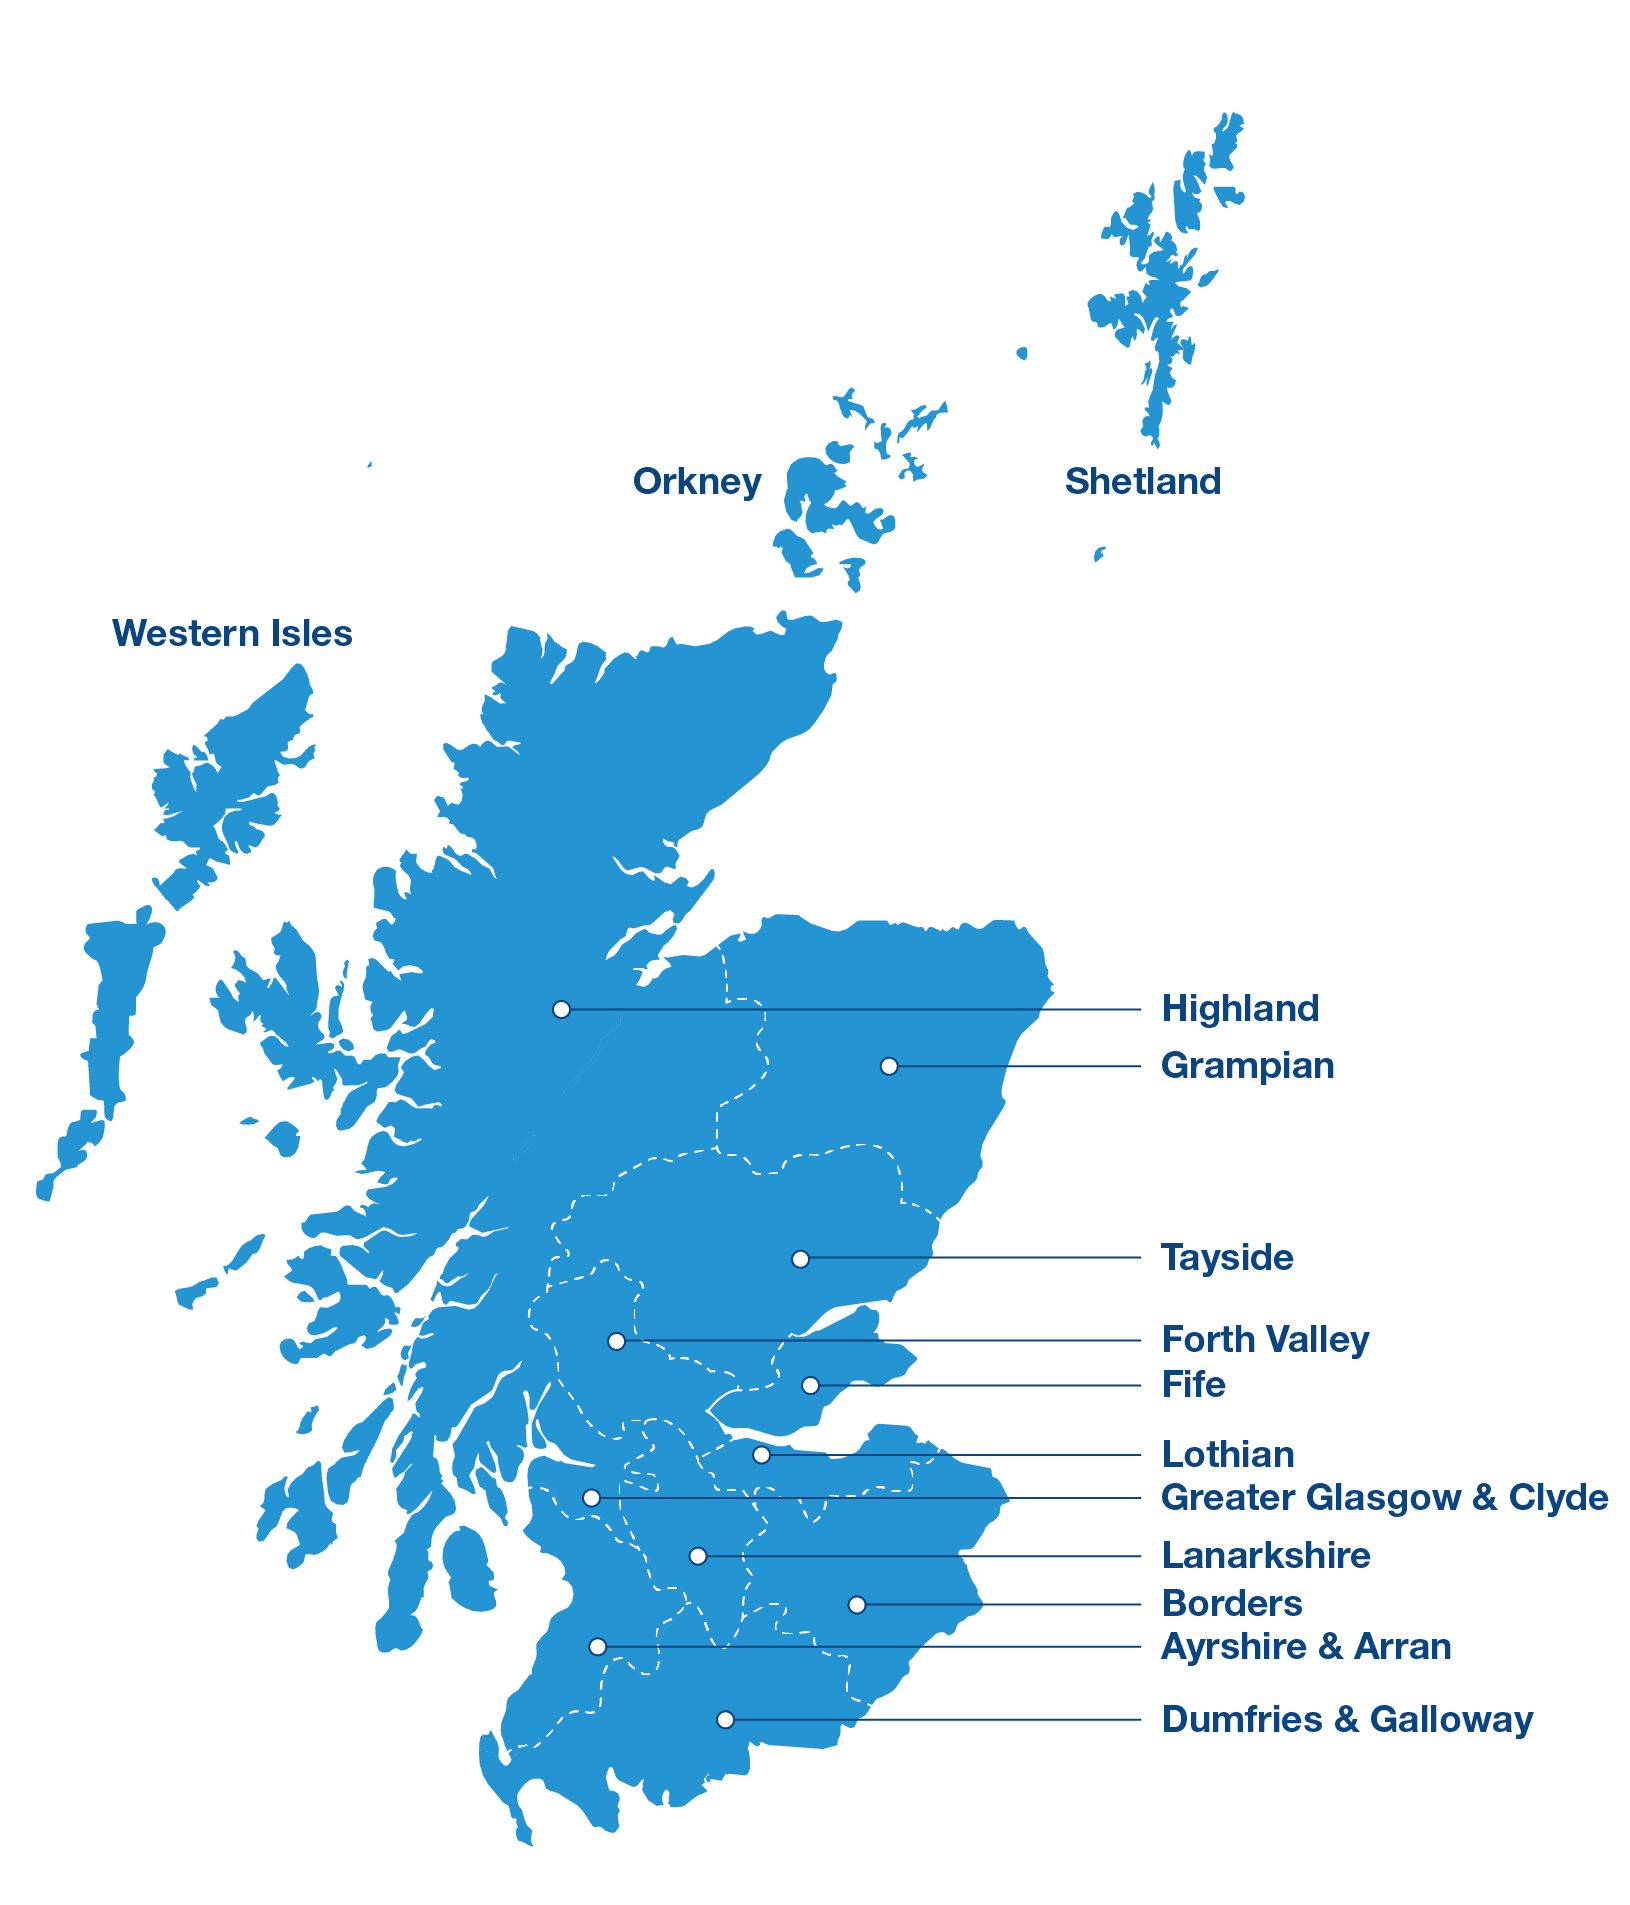 Orkney
Shetland
Western Isles
Highland
Grampian
Tayside
Forth Valley
Fife
Lothian
Greater Glasgow & Clyde
Lanarkshire
Borders
Ayrshire & Arran
Dumfries & Galloway